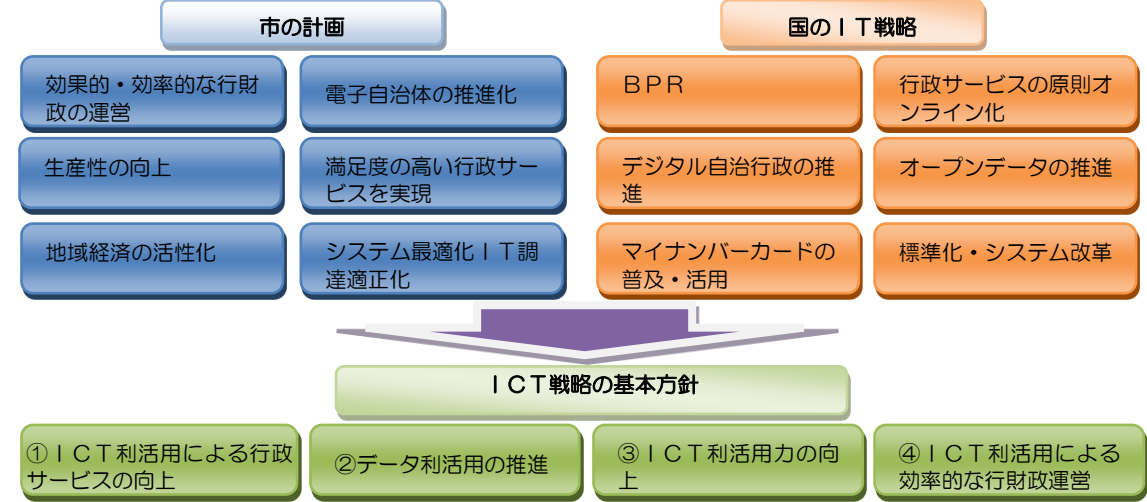 市の計画
国のＩＴ戦略
効果的・効率的な行財
政の運営
電子自治体の推進化
ＢＰＲ
行政サービスの原則オ
ンライン化
生産性の向上
満足度の高い行政サー
ビスを実現
デジタル自治行政の推
進
オープンデータの推進
地域経済の活性化
システム最適化ＩＴ調
達適正化
マイナンバーカードの
普及・活用
標準化・システム改革
ＩＣＴ戦略の基本方針
①ＩＣＴ利活用による行政
サービスの向上
②データ利活用の推進
③ＩＣＴ利活用力の向
上
④ＩＣＴ利活用による
効率的な行財政運営